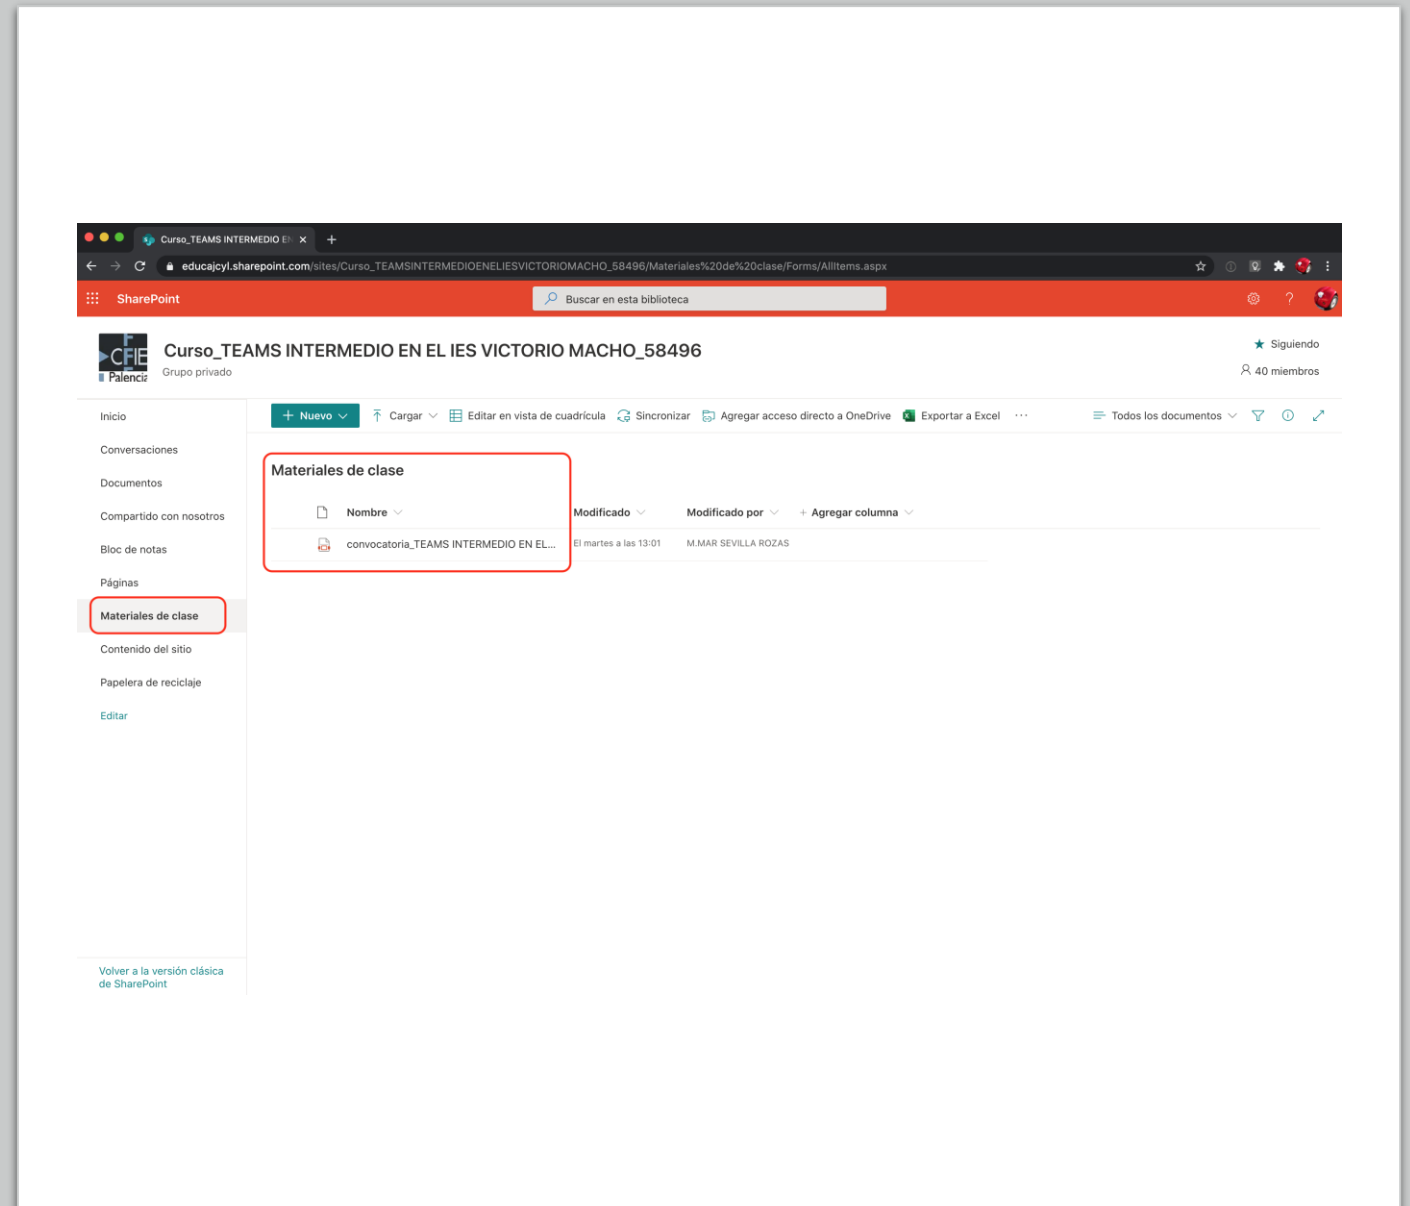 Curso_TEAMS INTERMEDIO EN
educajcyl.sharepoint.com/sites/Curso_TEAMSINTERMEDIOENELIESVICTORIOMACHO_58496/Materiales%20de%20clase/Forms/AllItems.aspx
SharePoint
Buscar en esta biblioteca
CFIE
Palencia
Curso_TEAMS INTERMEDIO EN EL IES VICTORIO MACHO_58496
Grupo privado
Siguiendo
40 miembros
Nuevo Cargar Editar en vista de cuadrícula Sincronizar Agregar acceso directo a OneDrive Exportar a Excel ··· Todos los documentos
Inicio
Conversaciones
Documentos
Compartido con nosotros
Bloc de notas
Páginas
Materiales de clase
Contenido del sitio
Papelera de reciclaje
Editar
Materiales de clase
Nombre Modificado Modificado por + Agregar columna
convocatoria_TEAMS INTERMEDIO EN EL... El martes a las 13:01 M.MAR SEVILLA ROZAS
Volver a la versión clásica
de SharePoint